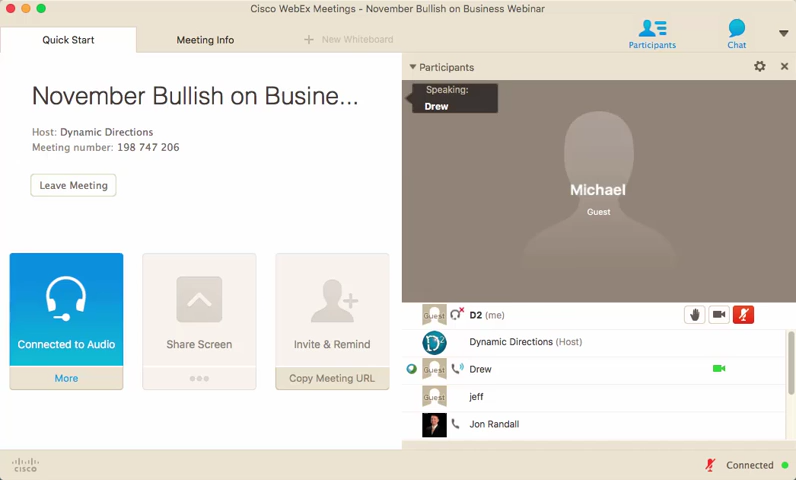 Cisco WebEx Meetings - November Bullish on Business Webinar
Quick Start
Meeting Info
+ New Whiteboard
Participants
Chat
November Bullish on Busine...
Host: Dynamic Directions
Meeting number: 198 747 206
Leave Meeting
Connected to Audio
More
Share Screen
Invite & Remind
Copy Meeting URL
Participants
Speaking:
Drew
Michael
Guest
Guest
D2 (me)
D2
Dynamic Directions (Host)
Guest
Drew
Guest
jeff
Jon Randall
cisco
Connected